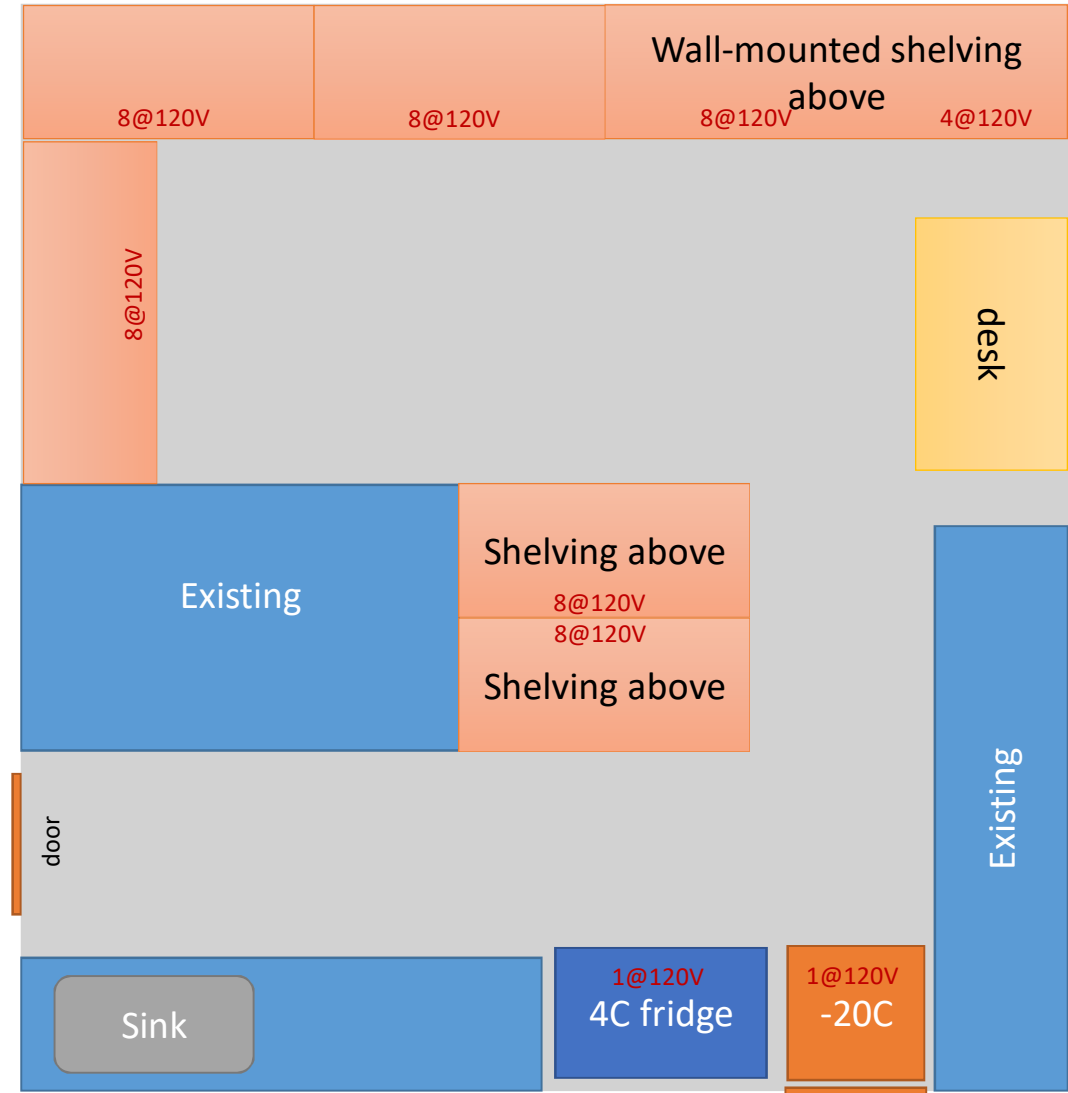 Wall-mounted shelving
above
8@120V
8@120V
8@120V
4@120V
8@120V
desk
Existing
Shelving above
8@120V
8@120V
Shelving above
Existing
door
Sink
1@120V
4C fridge
1@120V
-20C